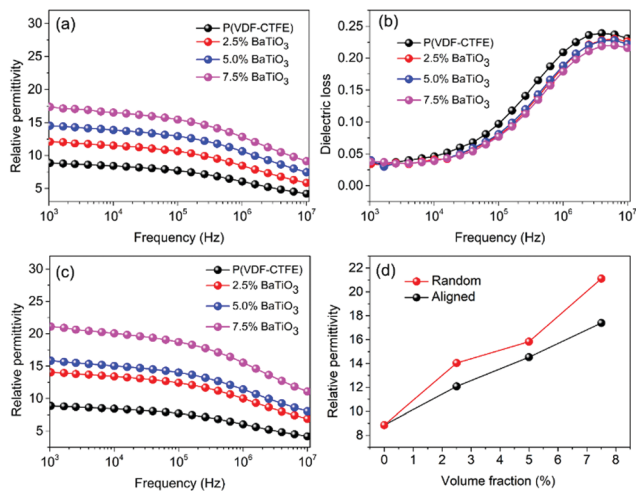 (a)
P(VDF-CTFE)
2.5% BaTiO3
5.0% BaTiO3
7.5% BaTiO3
Relative permittivity
30
25
20
15
10
5
10^3 10^4 10^5 10^6 10^7
Frequency (Hz)
(b)
P(VDF-CTFE)
2.5% BaTiO3
5.0% BaTiO3
7.5% BaTiO3
Dielectric loss
0.25
0.20
0.15
0.10
0.05
0.00
10^3 10^4 10^5 10^6 10^7
Frequency (Hz)
(c)
P(VDF-CTFE)
2.5% BaTiO3
5.0% BaTiO3
7.5% BaTiO3
Relative permittivity
30
25
20
15
10
5
10^3 10^4 10^5 10^6 10^7
Frequency (Hz)
(d)
Random
Aligned
Relative permittivity
22
20
18
16
14
12
10
8
0 1 2 3 4 5 6 7 8
Volume fraction (%)